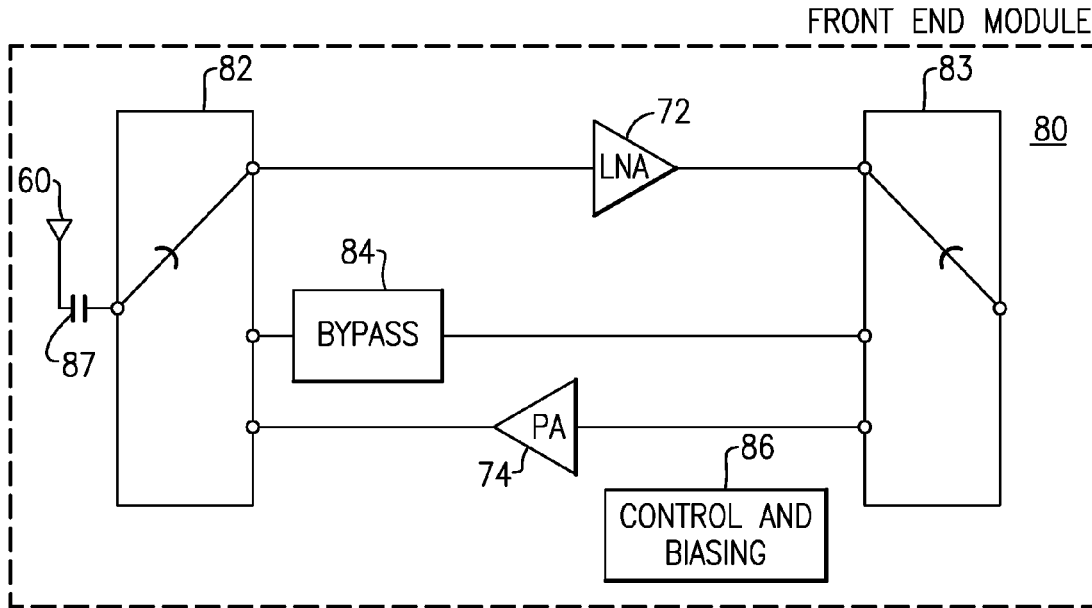 FRONT END MODULE
82
83
80
72
LNA
60
84
BYPASS
87
PA
74
86
CONTROL AND
BIASING